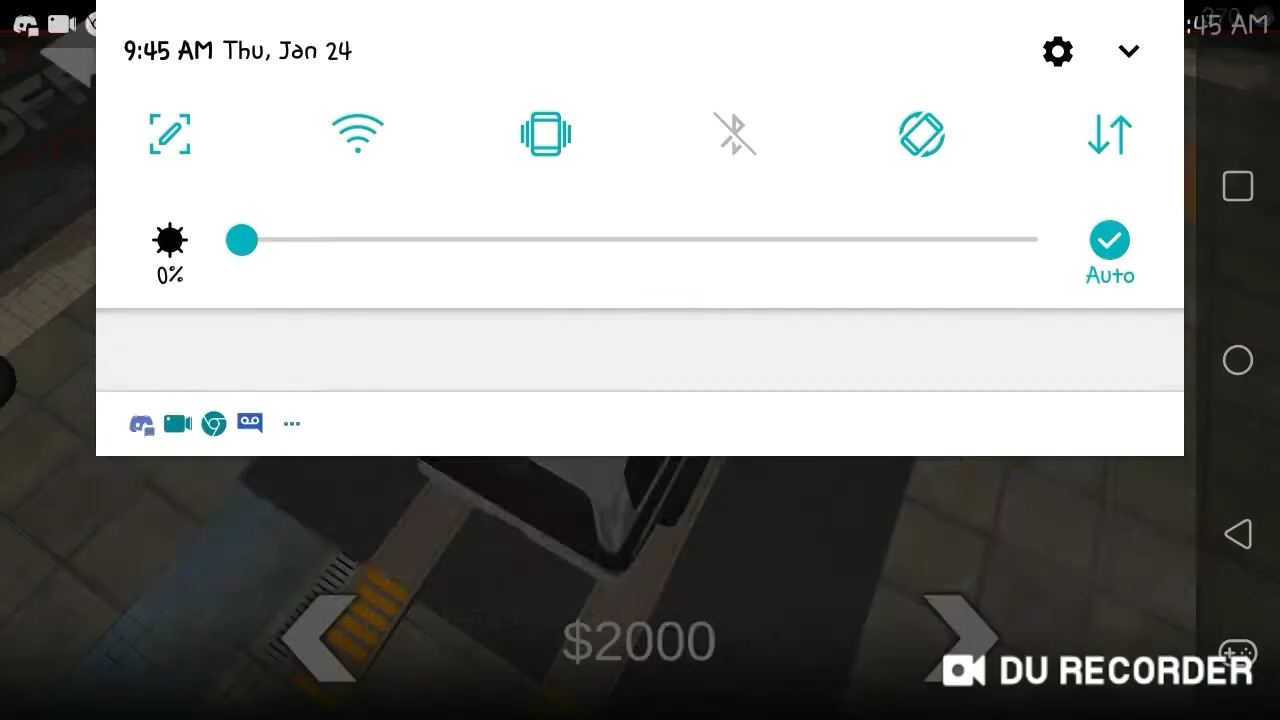 :45 AM
9:45 AM Thu, Jan 24
0%
Auto
$2000
DU RECORDER